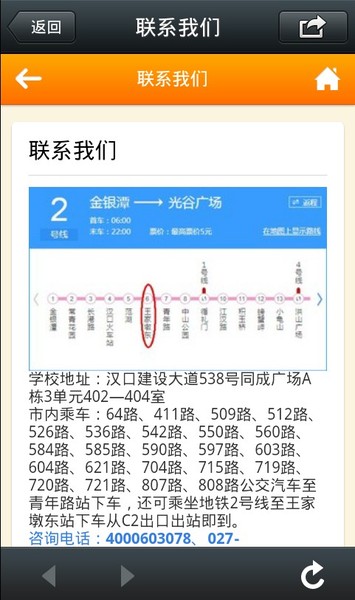 返回
联系我们
联系我们
联系我们
2
号线
金银潭 → 光谷广场
首车：06:00
末车：22:00
票价：最高票价5元
返程
在地图上显示路线
1号线
4号线
1 2 3 4 5 6 7 8 9 10 11 12 13
金银潭
常青花园
长港路
汉口火车站
范湖
王家墩东
青年路
中山公园
循礼门
江汉路
积玉桥
螃蟹岬
小龟山
洪山广场
学校地址：汉口建设大道538号同成广场A
栋3单元402—404室
市内乘车：64路、411路、509路、512路、
526路、536路、542路、550路、560路、
584路、585路、590路、597路、603路、
604路、621路、704路、715路、719路、
720路、721路、807路、808路公交汽车至
青年路站下车，还可乘坐地铁2号线至王家
墩东站下车从C2出口出站即到。
咨询电话：4000603078、027-